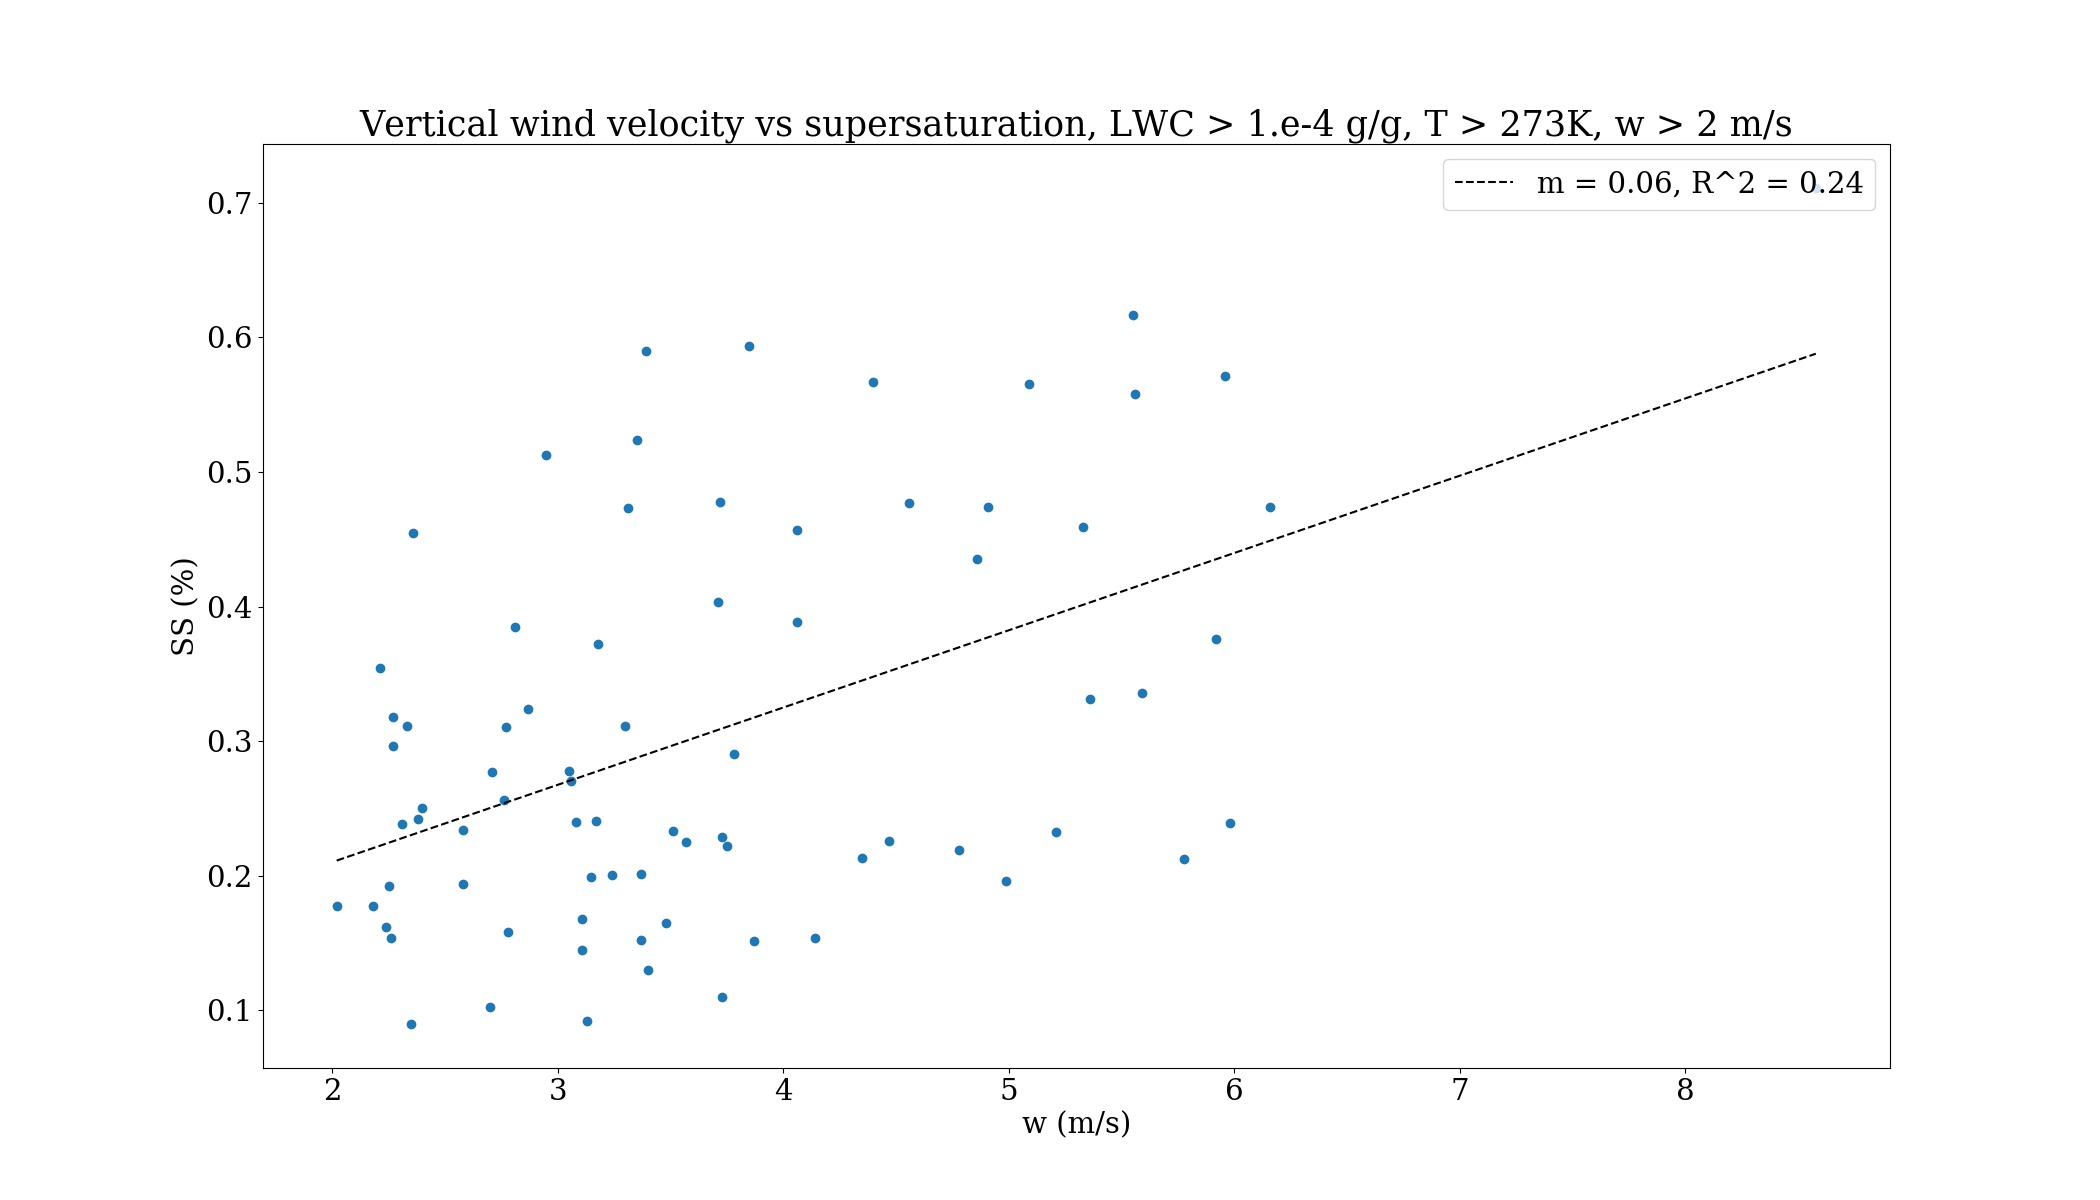 Vertical wind velocity vs supersaturation, LWC > 1.e-4 g/g, T > 273K, w > 2 m/s
m = 0.06, R^2 = 0.24
0.7
0.6
0.5
0.4
0.3
0.2
0.1
SS (%)
2 3 4 5 6 7 8
w (m/s)